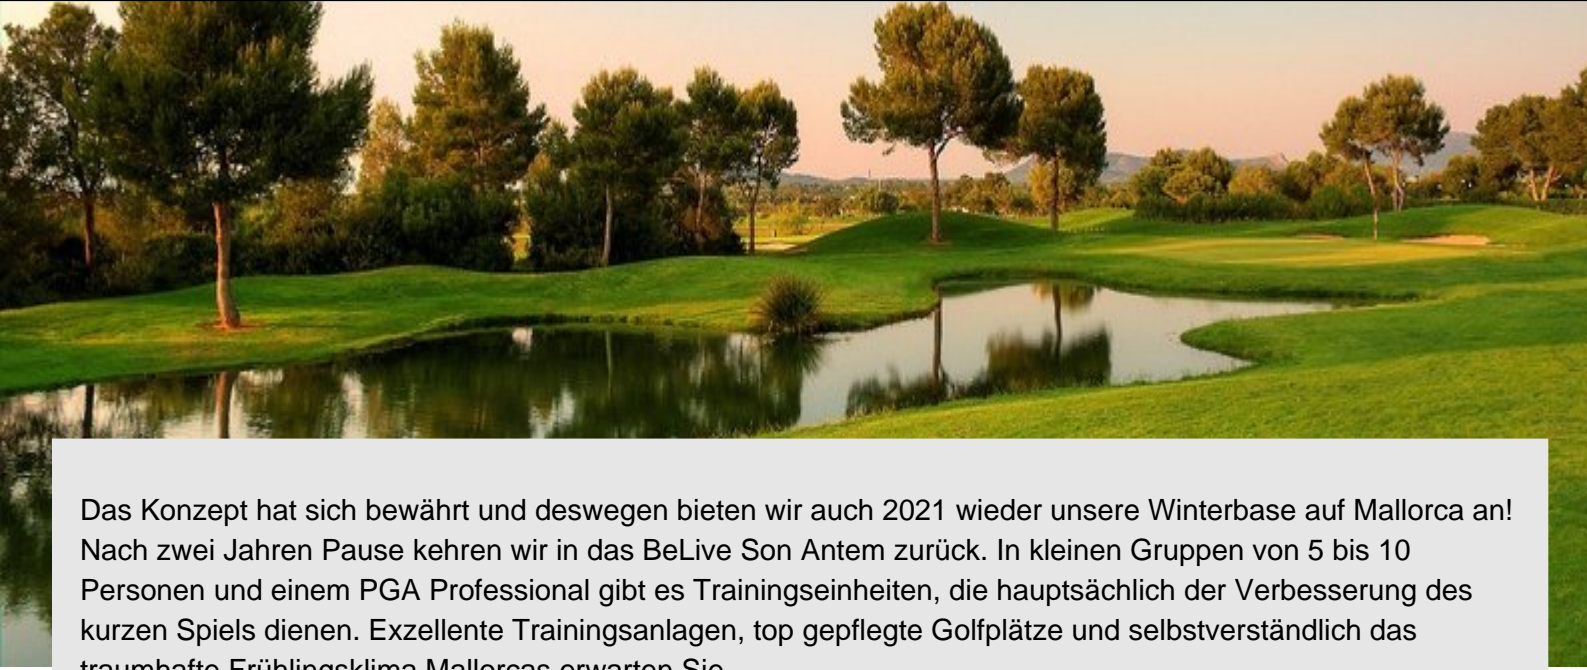 Das Konzept hat sich bewährt und deswegen bieten wir auch 2021 wieder unsere Winterbase auf Mallorca an!
Nach zwei Jahren Pause kehren wir in das BeLive Son Antem zurück. In kleinen Gruppen von 5 bis 10
Personen und einem PGA Professional gibt es Trainingseinheiten, die hauptsächlich der Verbesserung des
kurzen Spiels dienen. Exzellente Trainingsanlagen, top gepflegte Golfplätze und selbstverständlich das
traumhafte Frühlingsklima Mallorcas erwarten Sie